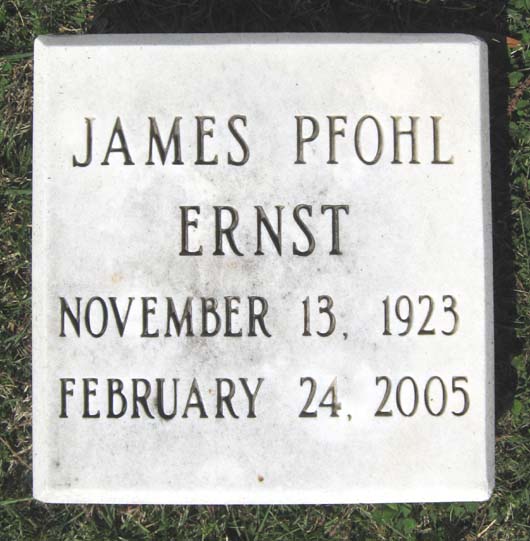 JAMES PFOHL
ERNST
NOVEMBER 13, 1923
FEBRUARY 24, 2005